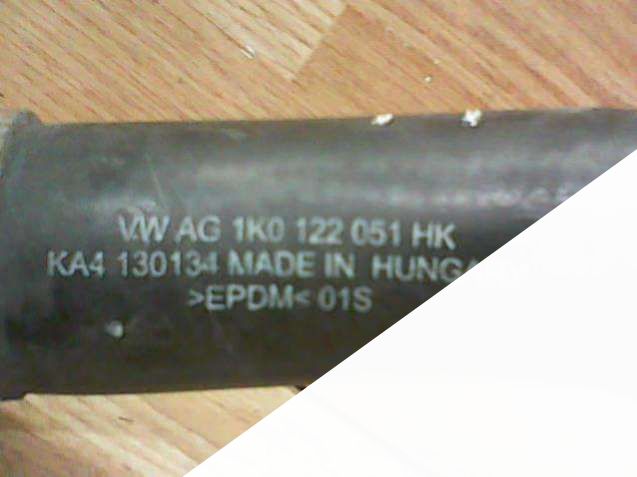 VW AG 1K0 122 051 HK
KA4 130134 MADE IN HUNGA
>EPDM< 01S